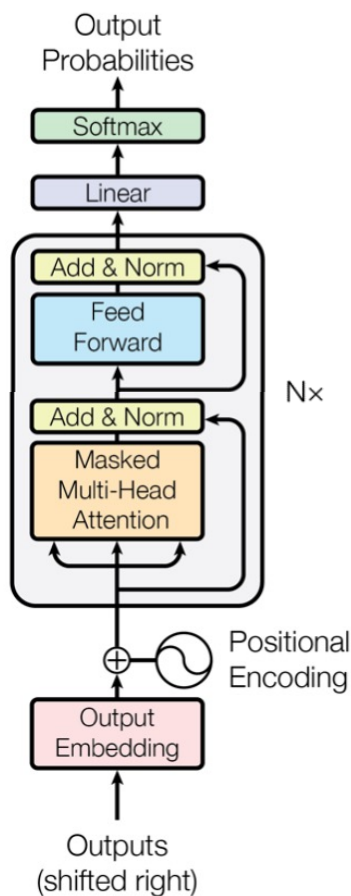 Output
Probabilities
Softmax
Linear
Add & Norm
Feed
Forward
Add & Norm
Masked
Multi-Head
Attention
N×
Positional
Encoding
Output
Embedding
Outputs
(shifted right)